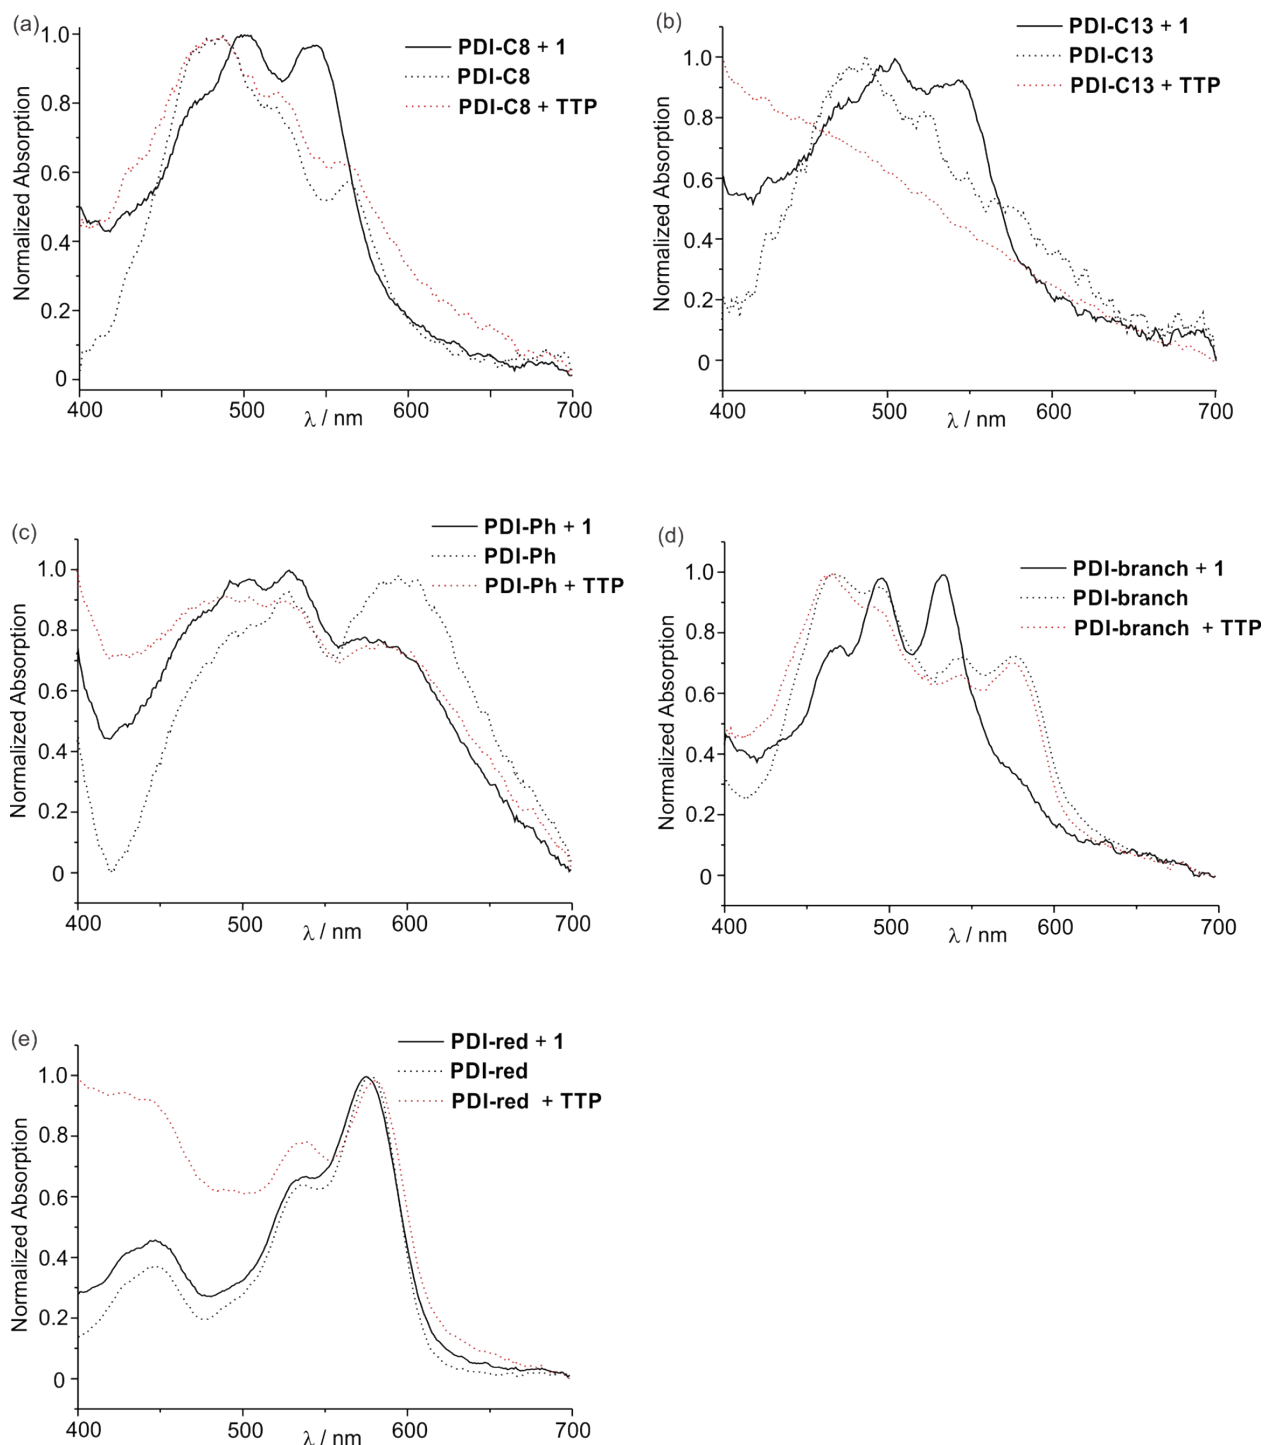 (a)
PDI-C8 + 1
PDI-C8
PDI-C8 + TTP
Normalized Absorption
1.0
0.8
0.6
0.4
0.2
0
400
500
600
700
λ / nm
(b)
PDI-C13 + 1
PDI-C13
PDI-C13 + TTP
Normalized Absorption
1.0
0.8
0.6
0.4
0.2
0
400
500
600
700
λ / nm
(c)
PDI-Ph + 1
PDI-Ph
PDI-Ph + TTP
Normalized Absorption
1.0
0.8
0.6
0.4
0.2
0
400
500
600
700
λ / nm
(d)
PDI-branch + 1
PDI-branch
PDI-branch + TTP
Normalized Absorption
1.0
0.8
0.6
0.4
0.2
0
400
500
600
700
λ / nm
(e)
PDI-red + 1
PDI-red
PDI-red + TTP
Normalized Absorption
1.0
0.8
0.6
0.4
0.2
0
400
500
600
700
λ / nm